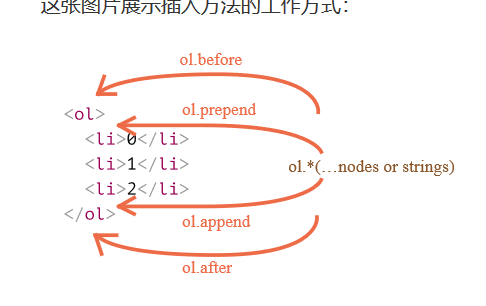 这张图片展示插入方法的工作方式：
ol.before
<ol>
ol.prepend
<li>0</li>
<li>1</li>
ol.*(…nodes or strings)
<li>2</li>
</ol>
ol.append
ol.after